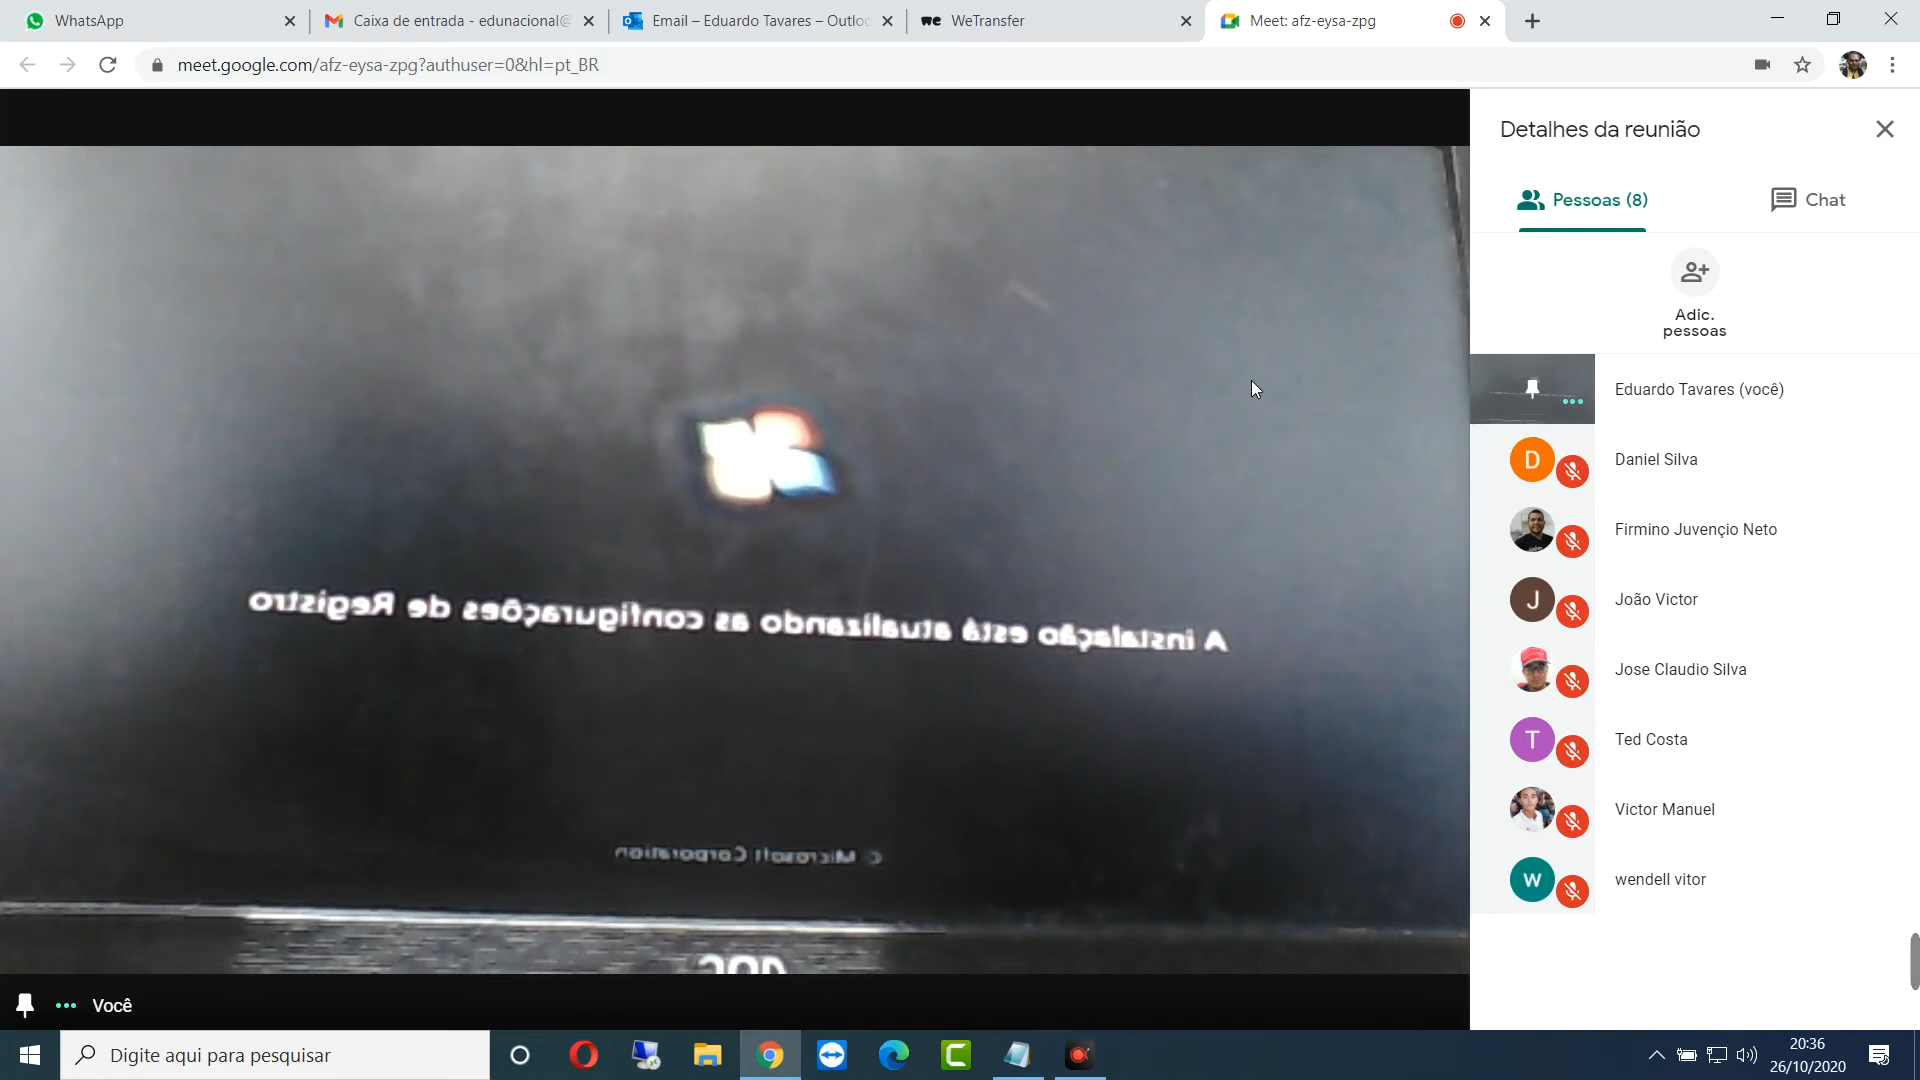 WhatsApp
Caixa de entrada - edunacional@
Email – Eduardo Tavares – Outloo
WeTransfer
Meet: afz-eysa-zpg
meet.google.com/afz-eysa-zpg?authuser=0&hl=pt_BR
Detalhes da reunião
Pessoas (8)
Chat
Adic.
pessoas
Eduardo Tavares (você)
D
Daniel Silva
Firmino Juvençio Neto
J
João Victor
Jose Claudio Silva
T
Ted Costa
Victor Manuel
w
wendell vitor
A instalação está atualizando as configurações de Registro
© Microsoft Corporation
AOC
Você
Digite aqui para pesquisar
20:36
26/10/2020